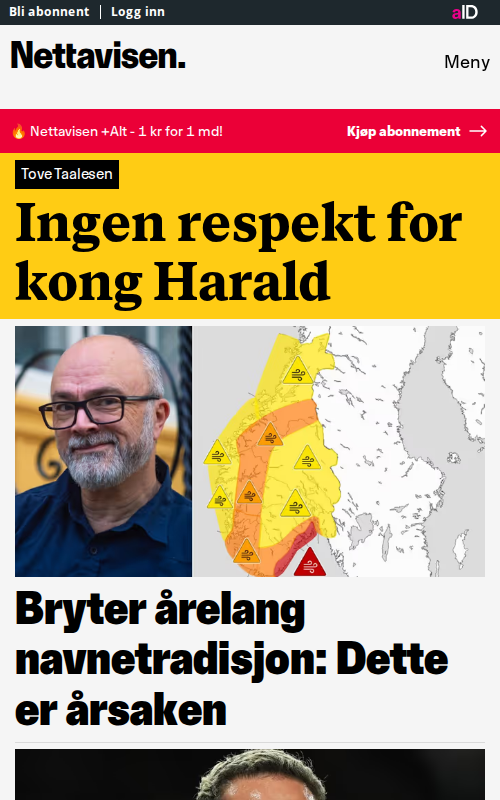 Bli abonnent | Logg inn
aID
Nettavisen.
Meny
🔥 Nettavisen +Alt - 1 kr for 1 md!
Kjøp abonnement →
Tove Taalesen
Ingen respekt for
kong Harald
Bryter årelang
navnetradisjon: Dette
er årsaken